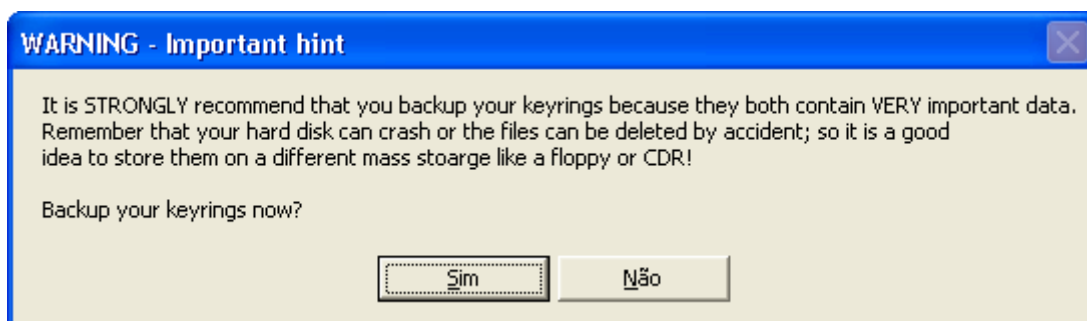 WARNING - Important hint
It is STRONGLY recommend that you backup your keyrings because they both contain VERY important data.
Remember that your hard disk can crash or the files can be deleted by accident; so it is a good
idea to store them on a different mass stoarge like a floppy or CDR!
Backup your keyrings now?
Sim
Não